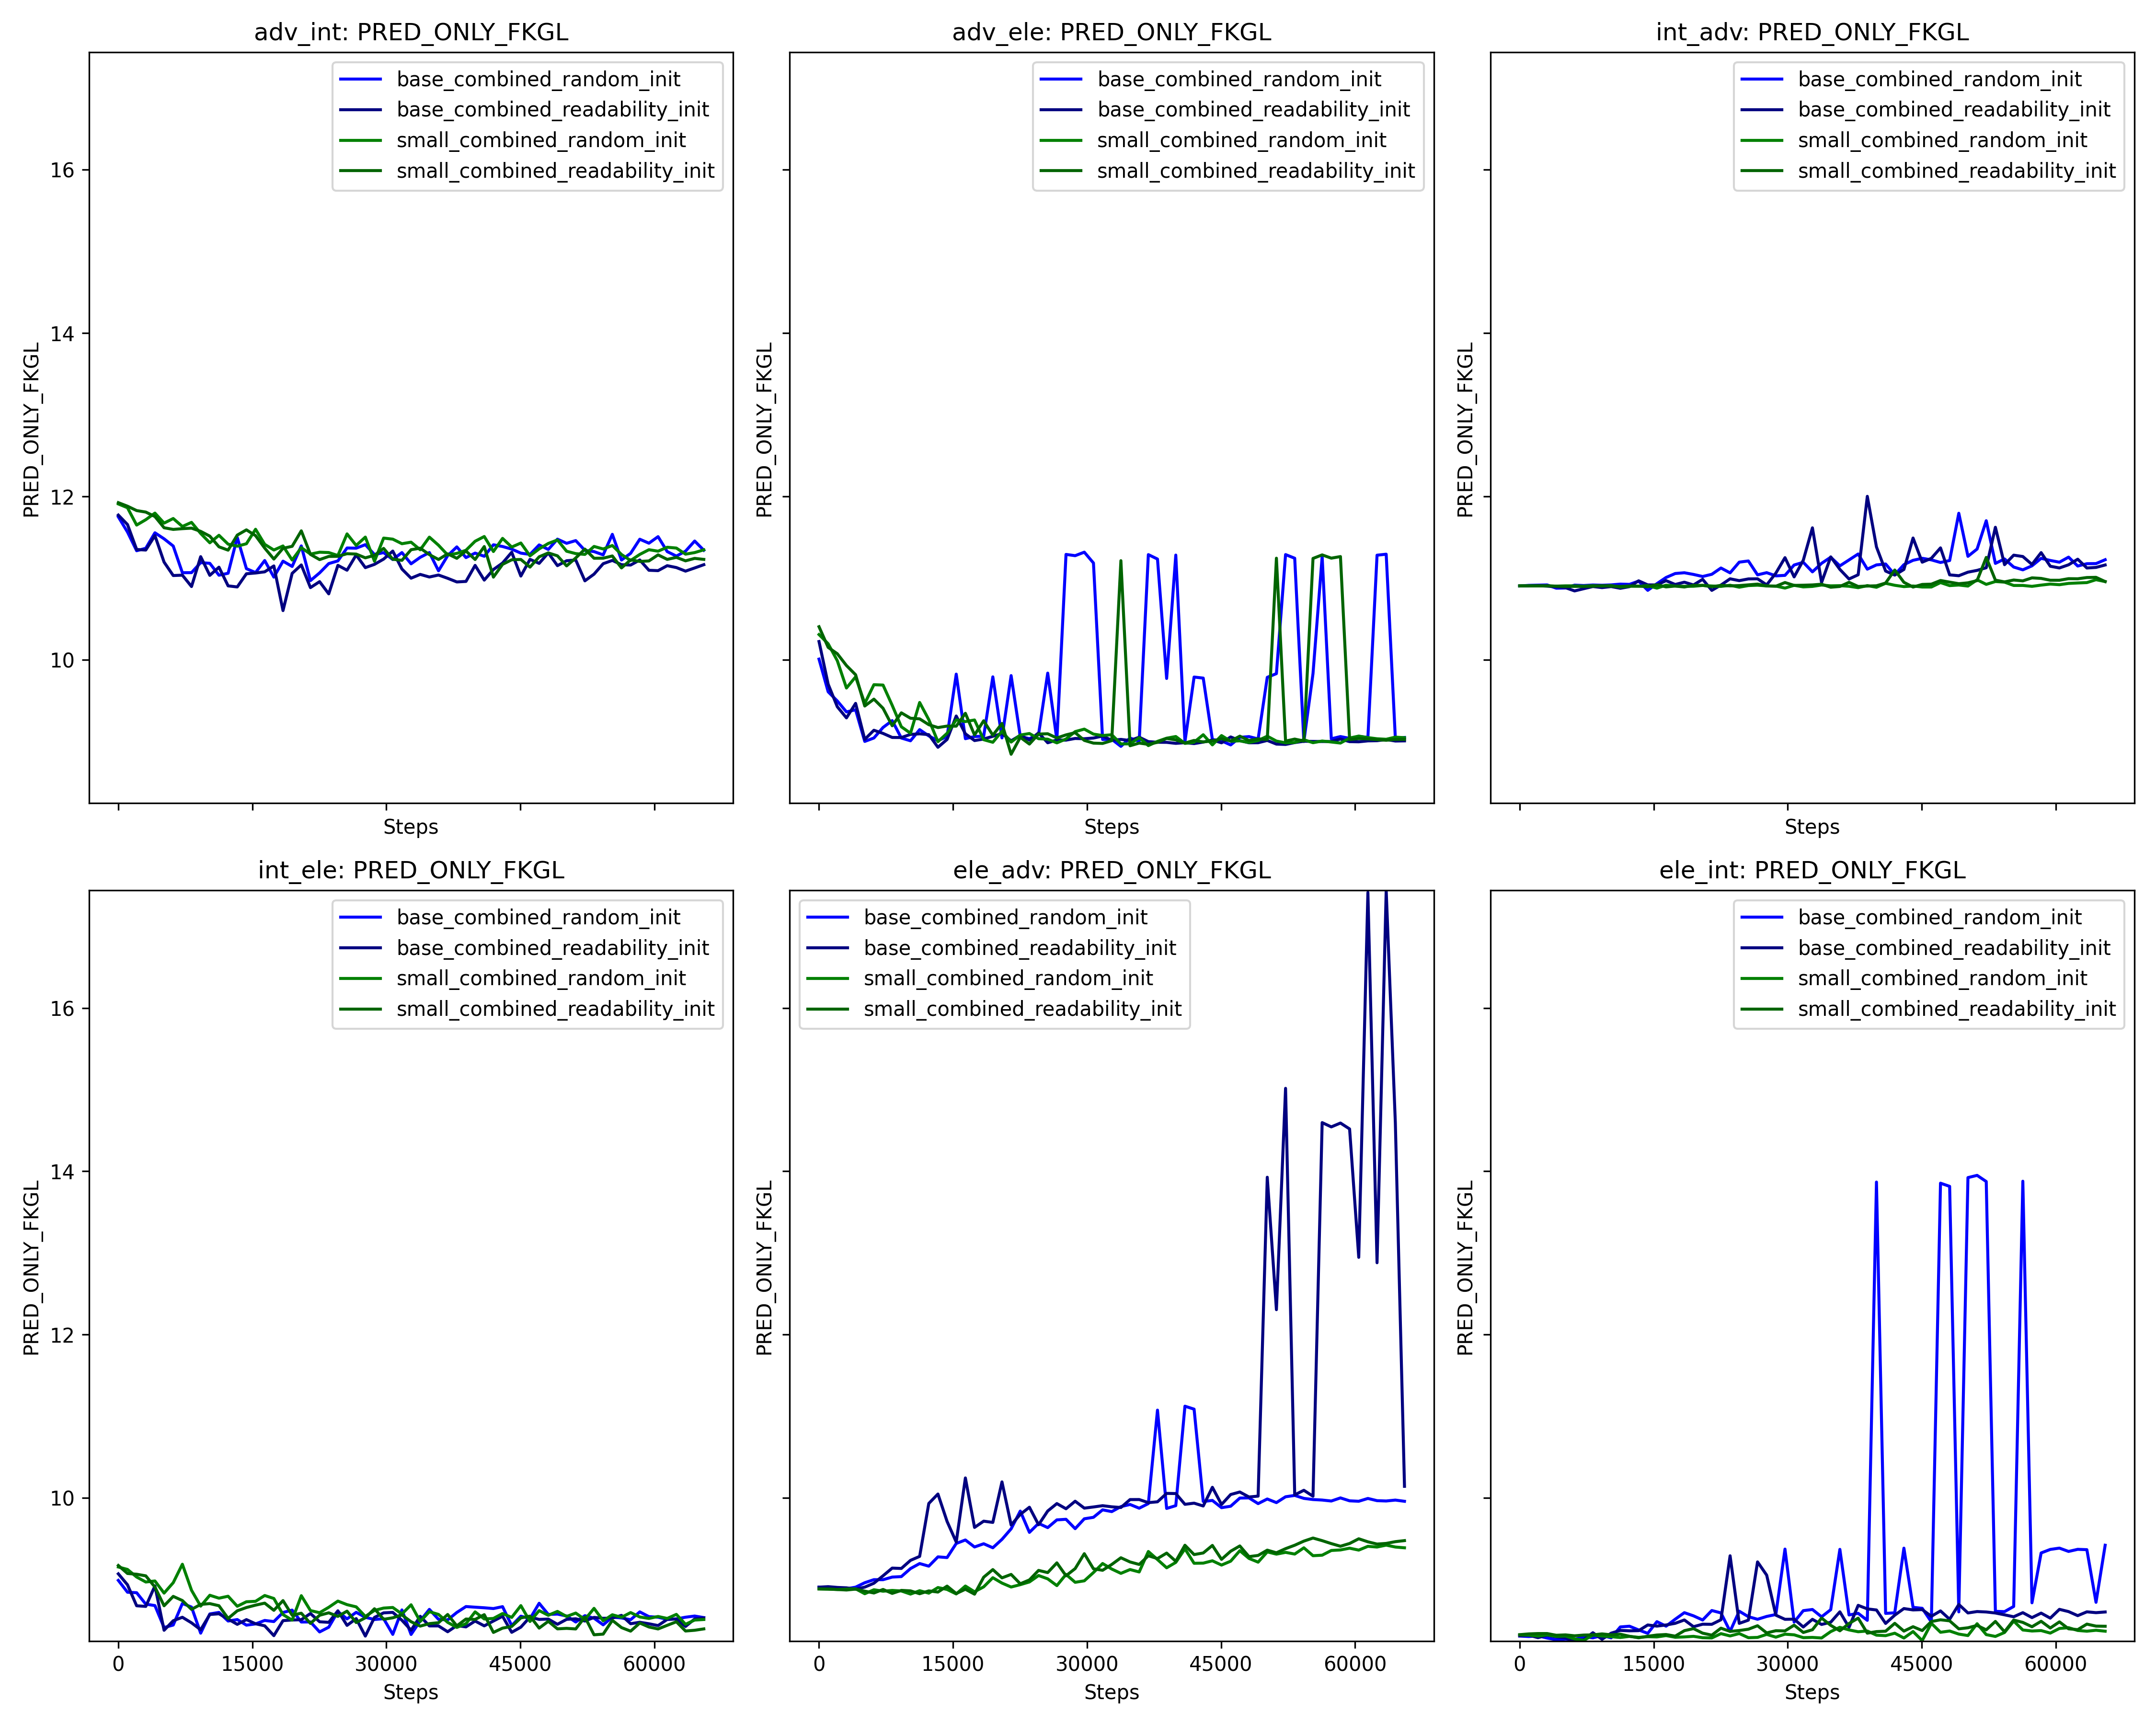 adv_int: PRED_ONLY_FKGL
PRED_ONLY_FKGL
16
14
12
10
base_combined_random_init
base_combined_readability_init
small_combined_random_init
small_combined_readability_init
Steps
adv_ele: PRED_ONLY_FKGL
PRED_ONLY_FKGL
base_combined_random_init
base_combined_readability_init
small_combined_random_init
small_combined_readability_init
Steps
int_adv: PRED_ONLY_FKGL
PRED_ONLY_FKGL
base_combined_random_init
base_combined_readability_init
small_combined_random_init
small_combined_readability_init
Steps
int_ele: PRED_ONLY_FKGL
PRED_ONLY_FKGL
16
14
12
10
base_combined_random_init
base_combined_readability_init
small_combined_random_init
small_combined_readability_init
0 15000 30000 45000 60000
Steps
ele_adv: PRED_ONLY_FKGL
PRED_ONLY_FKGL
base_combined_random_init
base_combined_readability_init
small_combined_random_init
small_combined_readability_init
0 15000 30000 45000 60000
Steps
ele_int: PRED_ONLY_FKGL
PRED_ONLY_FKGL
base_combined_random_init
base_combined_readability_init
small_combined_random_init
small_combined_readability_init
0 15000 30000 45000 60000
Steps